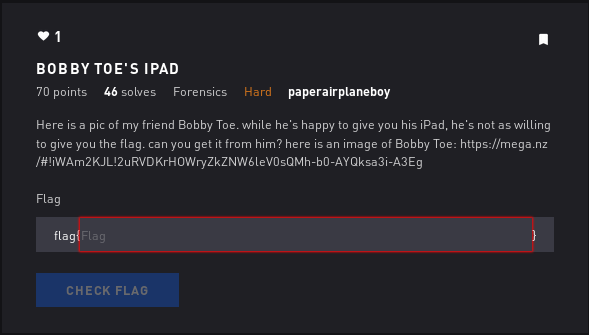 1
BOBBY TOE'S IPAD
70 points 46 solves Forensics Hard paperairplaneboy
Here is a pic of my friend Bobby Toe. while he's happy to give you his iPad, he's not as willing
to give you the flag. can you get it from him? here is an image of Bobby Toe: https://mega.nz
/#!iWAm2KJL!2uRVDKrHOWryZkZNW6leV0sQMh-b0-AYQksa3i-A3Eg
Flag
flag{Flag}
CHECK FLAG